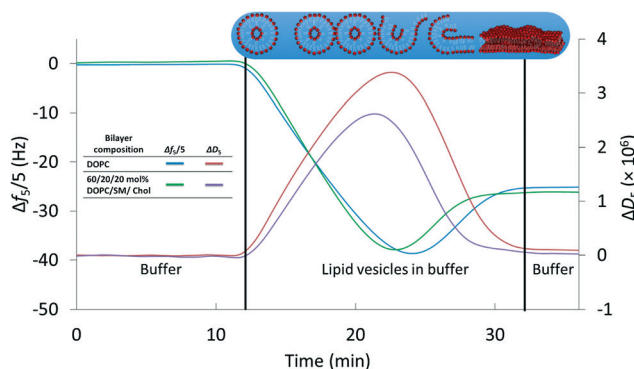 4
0
3
-10
2
-20
1
-30
0
-40
-1
-50
Δf₅/5 (Hz)
ΔD₅ (× 10⁶)
Bilayer composition Δf₅/5 ΔD₅
DOPC
60/20/20 mol%
DOPC/SM/ Chol
Buffer
Lipid vesicles in buffer
Buffer
0 10 20 30
Time (min)